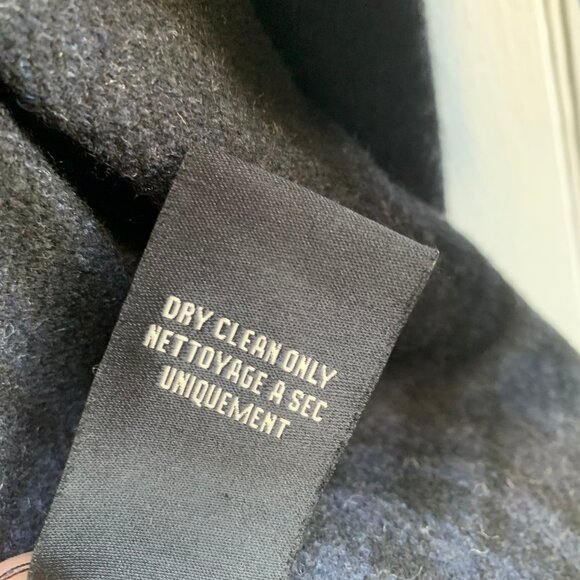 DRY CLEAN ONLY
NETTOYAGE A SEC
UNIQUEMENT